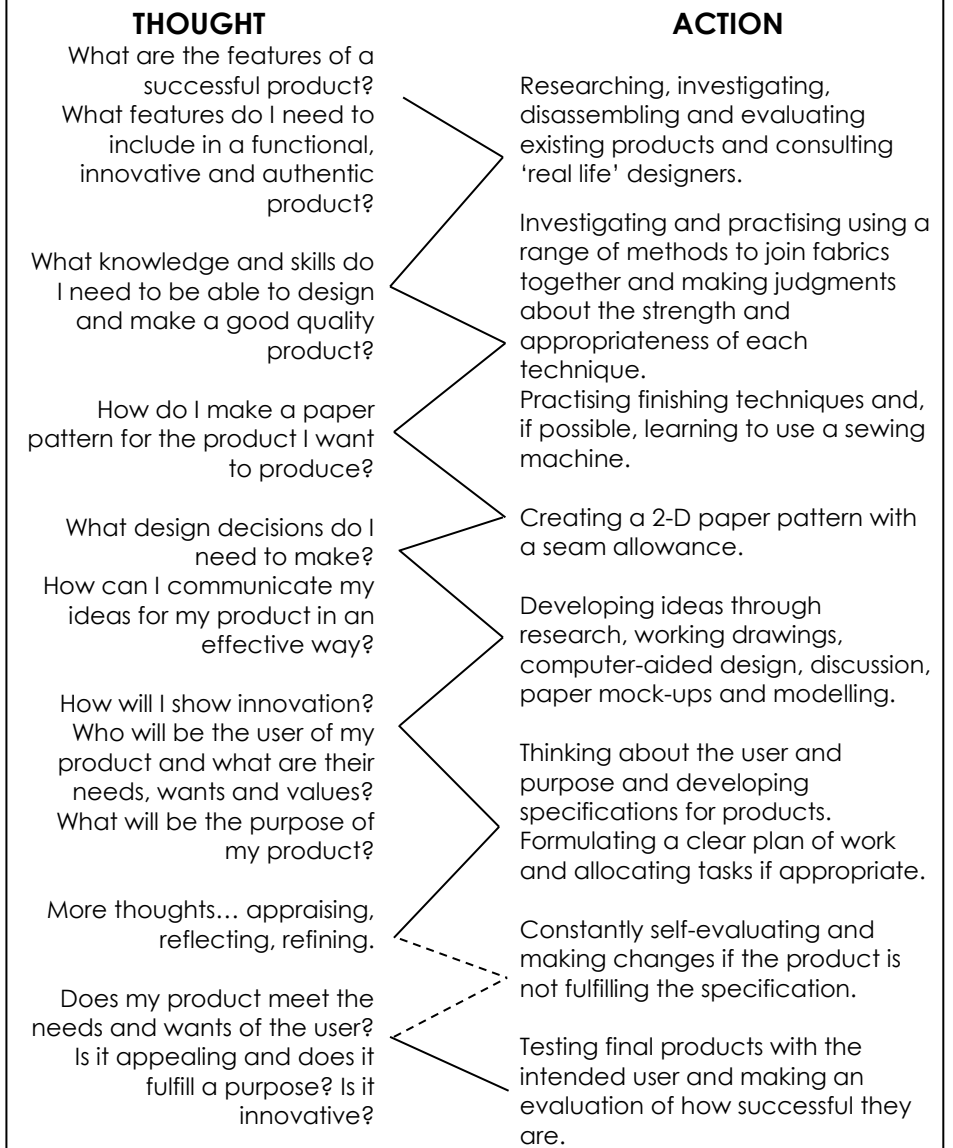 THOUGHT
What are the features of a
successful product?
What features do I need to
include in a functional,
innovative and authentic
product?
What knowledge and skills do
I need to be able to design
and make a good quality
product?
How do I make a paper
pattern for the product I want
to produce?
What design decisions do I
need to make?
How can I communicate my
ideas for my product in an
effective way?
How will I show innovation?
Who will be the user of my
product and what are their
needs, wants and values?
What will be the purpose of
my product?
More thoughts… appraising,
reflecting, refining.
Does my product meet the
needs and wants of the user?
Is it appealing and does it
fulfill a purpose? Is it
innovative?
ACTION
Researching, investigating,
disassembling and evaluating
existing products and consulting
‘real life’ designers.
Investigating and practising using a
range of methods to join fabrics
together and making judgments
about the strength and
appropriateness of each
technique.
Practising finishing techniques and,
if possible, learning to use a sewing
machine.
Creating a 2-D paper pattern with
a seam allowance.
Developing ideas through
research, working drawings,
computer-aided design, discussion,
paper mock-ups and modelling.
Thinking about the user and
purpose and developing
specifications for products.
Formulating a clear plan of work
and allocating tasks if appropriate.
Constantly self-evaluating and
making changes if the product is
not fulfilling the specification.
Testing final products with the
intended user and making an
evaluation of how successful they
are.